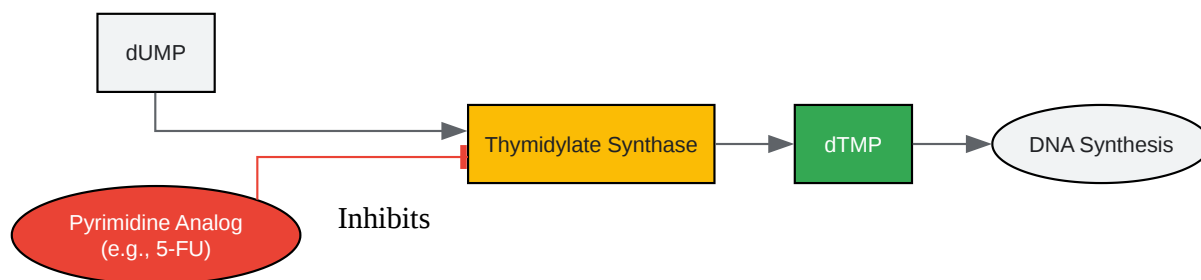 dUMP
Thymidylate Synthase
dTMP
DNA Synthesis
Pyrimidine Analog
(e.g., 5-FU)
Inhibits